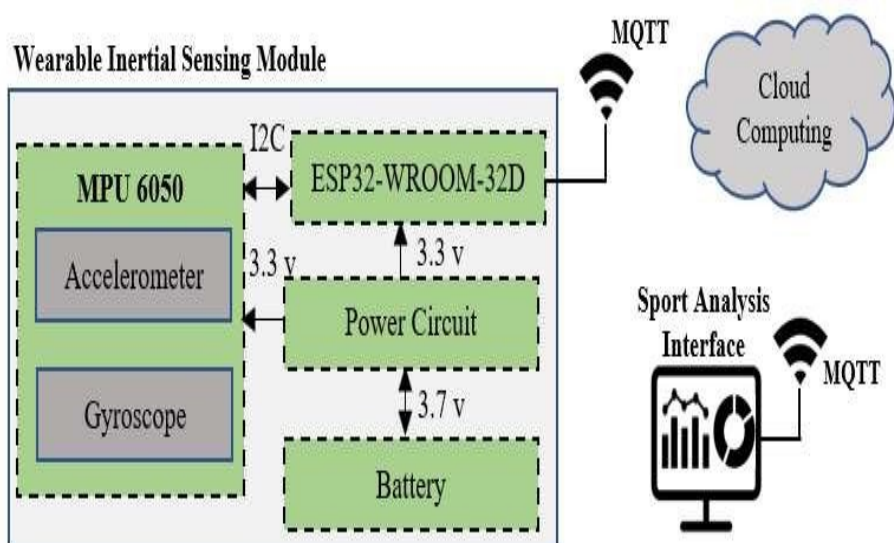 Wearable Inertial Sensing Module
MQTT
Cloud
Computing
I2C
MPU 6050
ESP32-WROOM-32D
Accelerometer
3.3 v
3.3 v
Power Circuit
Gyroscope
3.7 v
Battery
Sport Analysis
Interface
MQTT